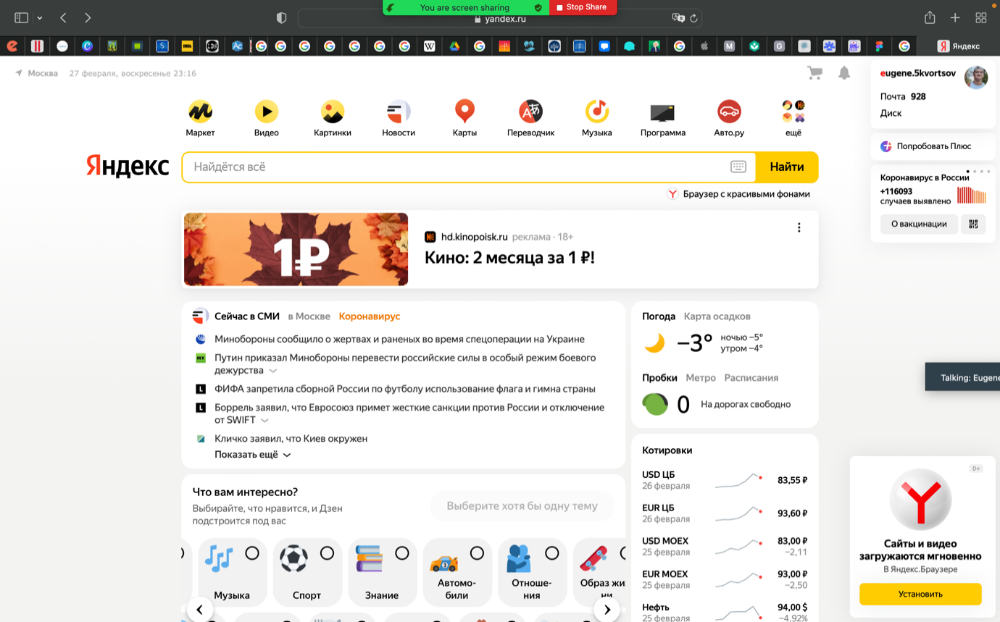 You are screen sharing
Stop Share
yandex.ru
Яндекс
Москва 27 февраля, воскресенье 23:16
eugene.5kvortsov
Почта 928
Диск
Маркет
Видео
Картинки
Новости
Карты
Переводчик
Музыка
Программа
Авто.ру
ещё
Попробовать Плюс
Яндекс
Найдётся всё
Найти
Браузер с красивыми фонами
Коронавирус в России
+116093
случаев выявлено
О вакцинации
1₽
hd.kinopoisk.ru реклама · 18+
Кино: 2 месяца за 1 ₽!
Сейчас в СМИ в Москве Коронавирус
Минобороны сообщило о жертвах и раненых во время спецоперации на Украине
Путин приказал Минобороны перевести российские силы в особый режим боевого
дежурства
ФИФА запретила сборной России по футболу использование флага и гимна страны
Боррель заявил, что Евросоюз примет жесткие санкции против России и отключение
от SWIFT
Кличко заявил, что Киев окружен
Показать ещё
Погода Карта осадков
−3°
ночью −5°
утром −4°
Пробки Метро Расписания
0 На дорогах свободно
Talking: Eugene
Котировки
USD ЦБ
26 февраля
83,55 ₽
EUR ЦБ
26 февраля
93,60 ₽
USD MOEX
25 февраля
83,00 ₽
−2,11
EUR MOEX
25 февраля
93,00 ₽
−2,50
Нефть
25 февраля
94,00 $
−4,92%
Что вам интересно?
Выбирайте, что нравится, и Дзен
подстроится под вас
Выберите хотя бы одну тему
Музыка
Спорт
Знание
Автомо-
били
Отноше-
ния
Образ жи
ни
0+
Сайты и видео
загружаются мгновенно
В Яндекс.Браузере
Установить